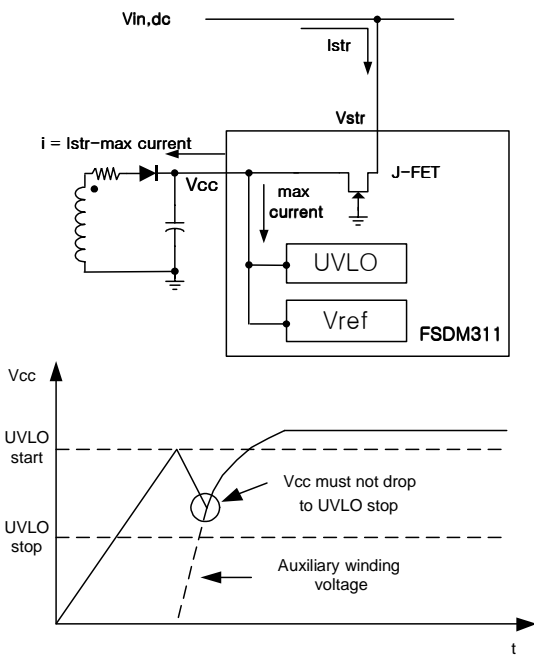 Vin,dc
Istr
Vstr
i = Istr-max current
J-FET
Vcc
max
current
UVLO
Vref
FSDM311
Vcc
UVLO
start
Vcc must not drop
to UVLO stop
UVLO
stop
Auxiliary winding
voltage
t